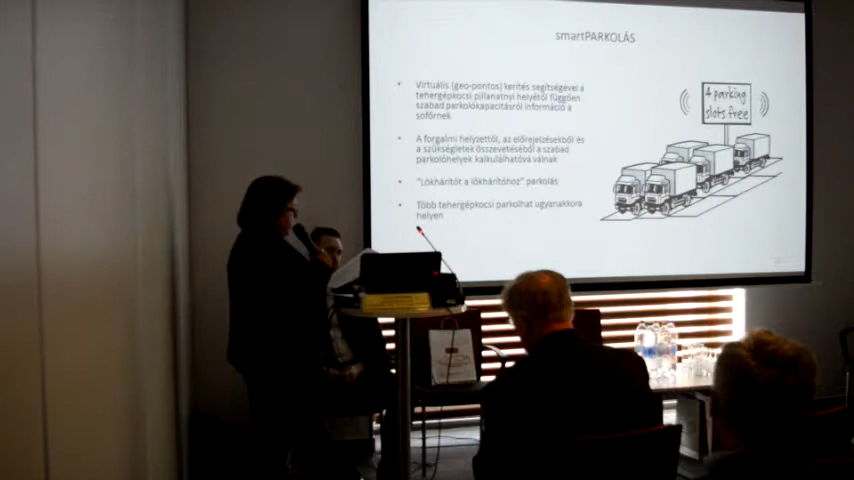 smartPARKOLÁS
• Virtuális (geo-pontos) kerítés segítségével a
tehergépkocsi pillanatnyi helyétől függően
szabad parkolókapacitásról információ a
sofőrnek
• A forgalmi helyzettől, az előrejelzésekből és
a szükségletek összevetéséből a szabad
parkolóhelyek kalkulálhatóvá válnak
• "Lökhárítót a lökhárítóhoz" parkolás
• Több tehergépkocsi parkolhat ugyanakkora
helyen
4 parking
slots free